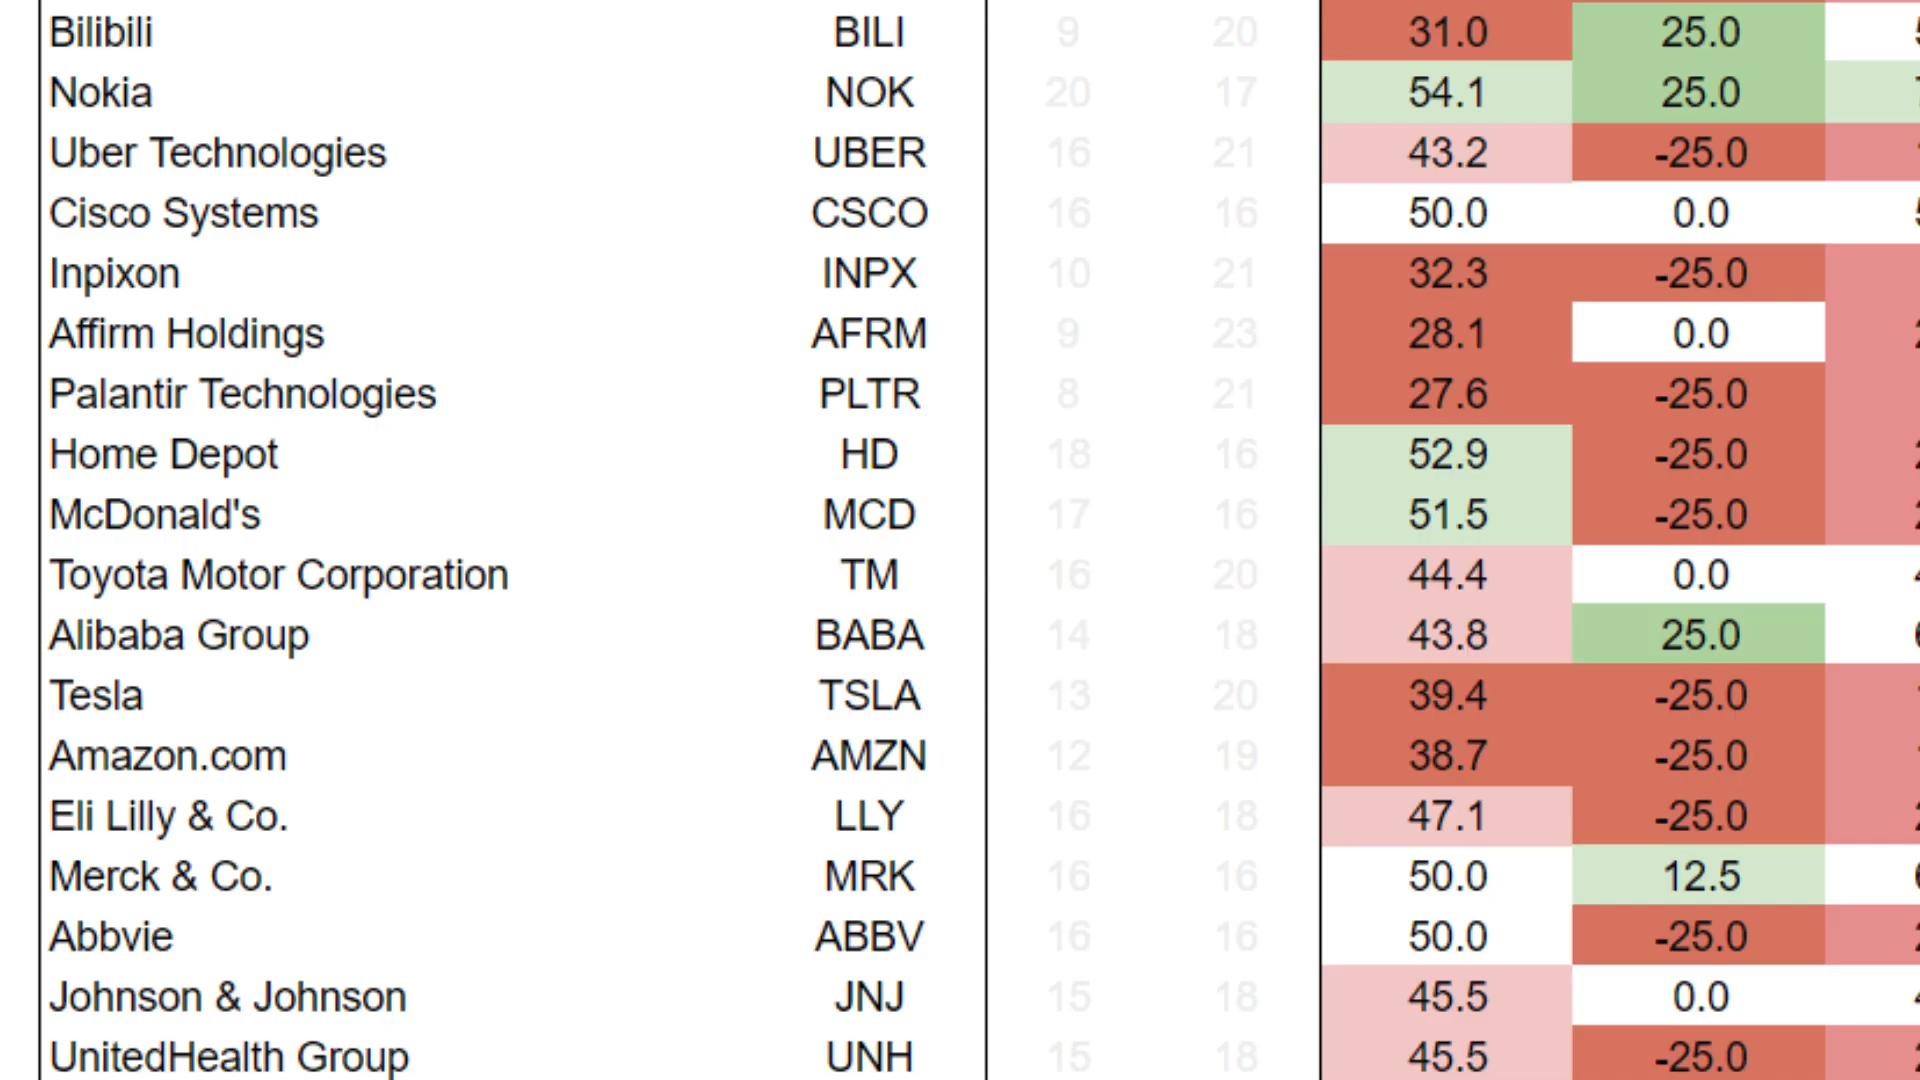 Bilibili BILI 9 20 31.0 25.0
Nokia NOK 20 17 54.1 25.0
Uber Technologies UBER 16 21 43.2 -25.0
Cisco Systems CSCO 16 16 50.0 0.0
Inpixon INPX 10 21 32.3 -25.0
Affirm Holdings AFRM 9 23 28.1 0.0
Palantir Technologies PLTR 8 21 27.6 -25.0
Home Depot HD 18 16 52.9 -25.0
McDonald's MCD 17 16 51.5 -25.0
Toyota Motor Corporation TM 16 20 44.4 0.0
Alibaba Group BABA 14 18 43.8 25.0
Tesla TSLA 13 20 39.4 -25.0
Amazon.com AMZN 12 19 38.7 -25.0
Eli Lilly & Co. LLY 16 18 47.1 -25.0
Merck & Co. MRK 16 16 50.0 12.5
Abbvie ABBV 16 16 50.0 -25.0
Johnson & Johnson JNJ 15 18 45.5 0.0
UnitedHealth Group UNH 15 18 45.5 -25.0